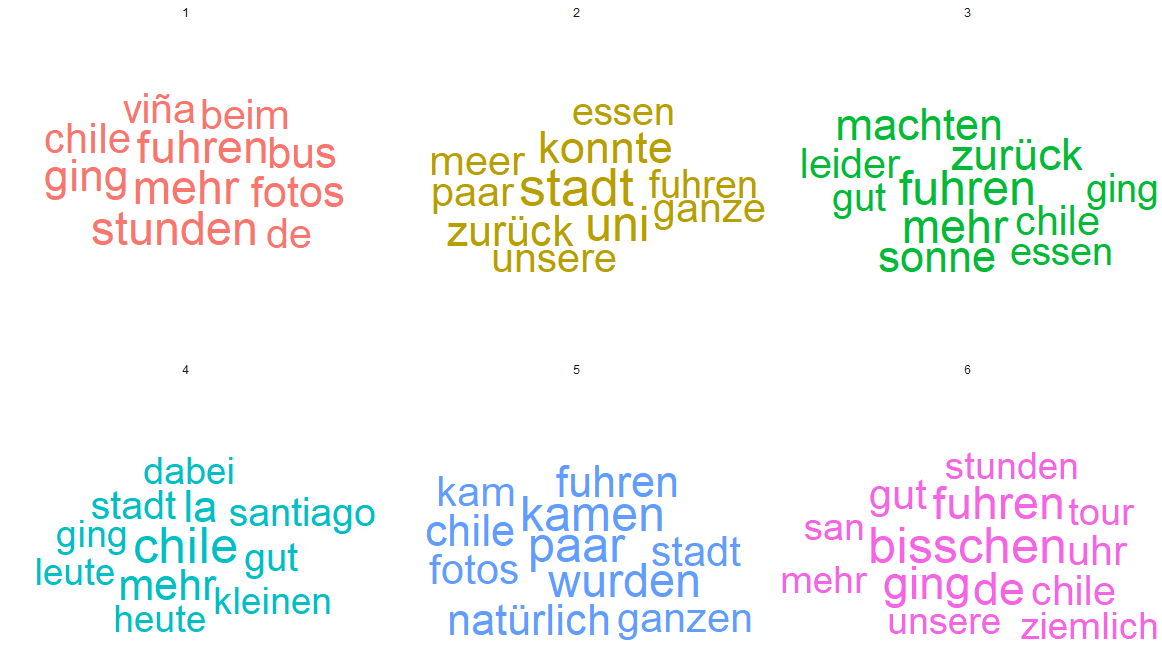 1
viña beim
chile fuhren bus
ging mehr fotos
stunden de
2
essen
meer konnte
paar stadt fuhren
zurück uni ganze
unsere
3
machten
leider zurück
gut fuhren ging
mehr chile
sonne essen
4
dabei
stadt la santiago
ging chile gut
leute mehr kleinen
heute
5
kam fuhren
chile kamen
fotos paar stadt
wurden
natürlich ganzen
6
stunden
gut fuhren tour
san bisschen uhr
mehr ging de chile
unsere ziemlich